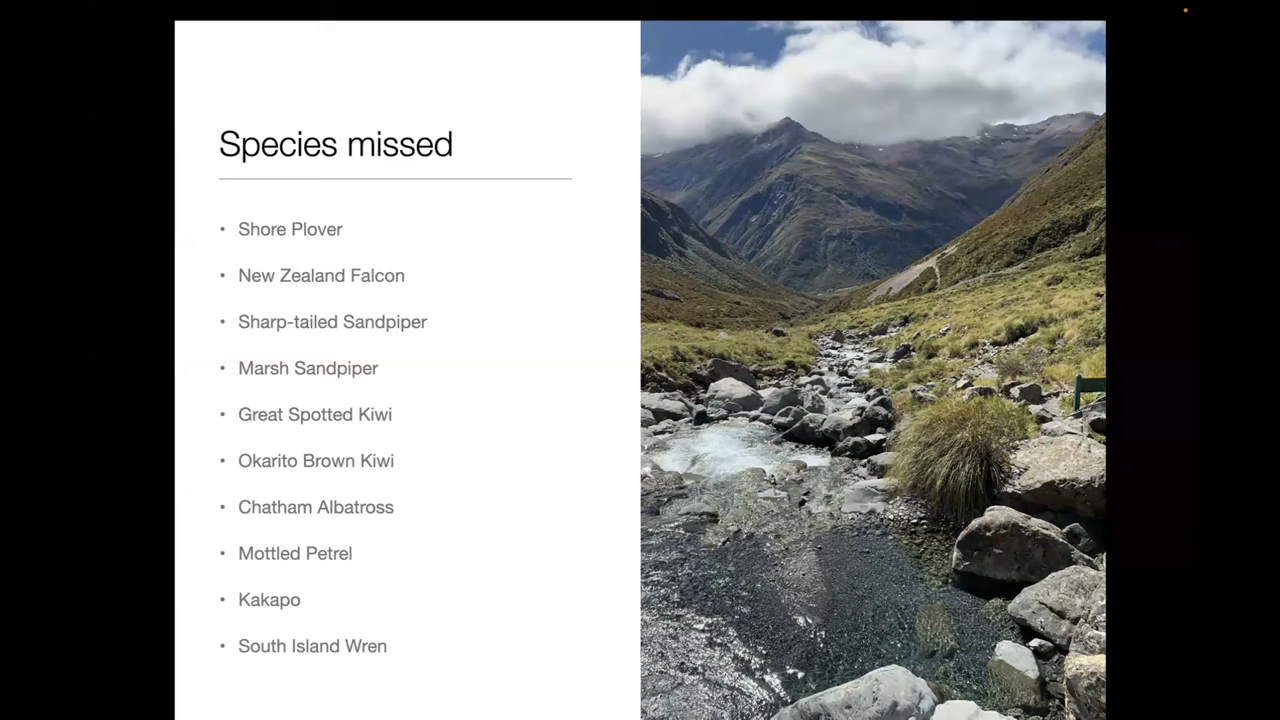 Species missed
• Shore Plover
• New Zealand Falcon
• Sharp-tailed Sandpiper
• Marsh Sandpiper
• Great Spotted Kiwi
• Okarito Brown Kiwi
• Chatham Albatross
• Mottled Petrel
• Kakapo
• South Island Wren